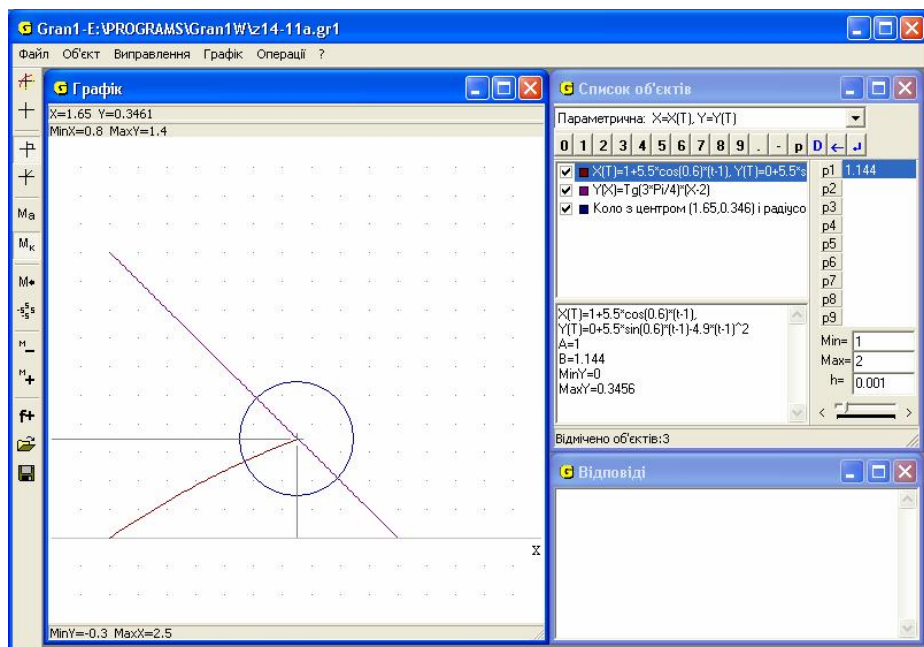 Gran1-E:\PROGRAMS\Gran1W\z14-11a.gr1
Файл Об'єкт Виправлення Графік Операції ?
Графік
X=1.65 Y=0.3461
MinX=0.8 MaxY=1.4
X
MinY=-0.3 MaxX=2.5
Ma
Mк
M
M
M
f+
Список об'єктів
Параметрична: X=X(T), Y=Y(T)
0 1 2 3 4 5 6 7 8 9 . - p D
X(T)=1+5.5*cos(0.6)*(t-1), Y(T)=0+5.5*s
Y(X)=Tg(3*Pi/4)*(X-2)
Коло з центром (1.65,0.346) і радіусо
p1 1.144
p2
p3
p4
p5
p6
p7
p8
p9
X(T)=1+5.5*cos(0.6)*(t-1),
Y(T)=0+5.5*sin(0.6)*(t-1)-4.9*(t-1)^2
A=1
B=1.144
MinY=0
MaxY=0.3456
Min= 1
Max= 2
h= 0.001
Відмічено об'єктів:3
Відповіді